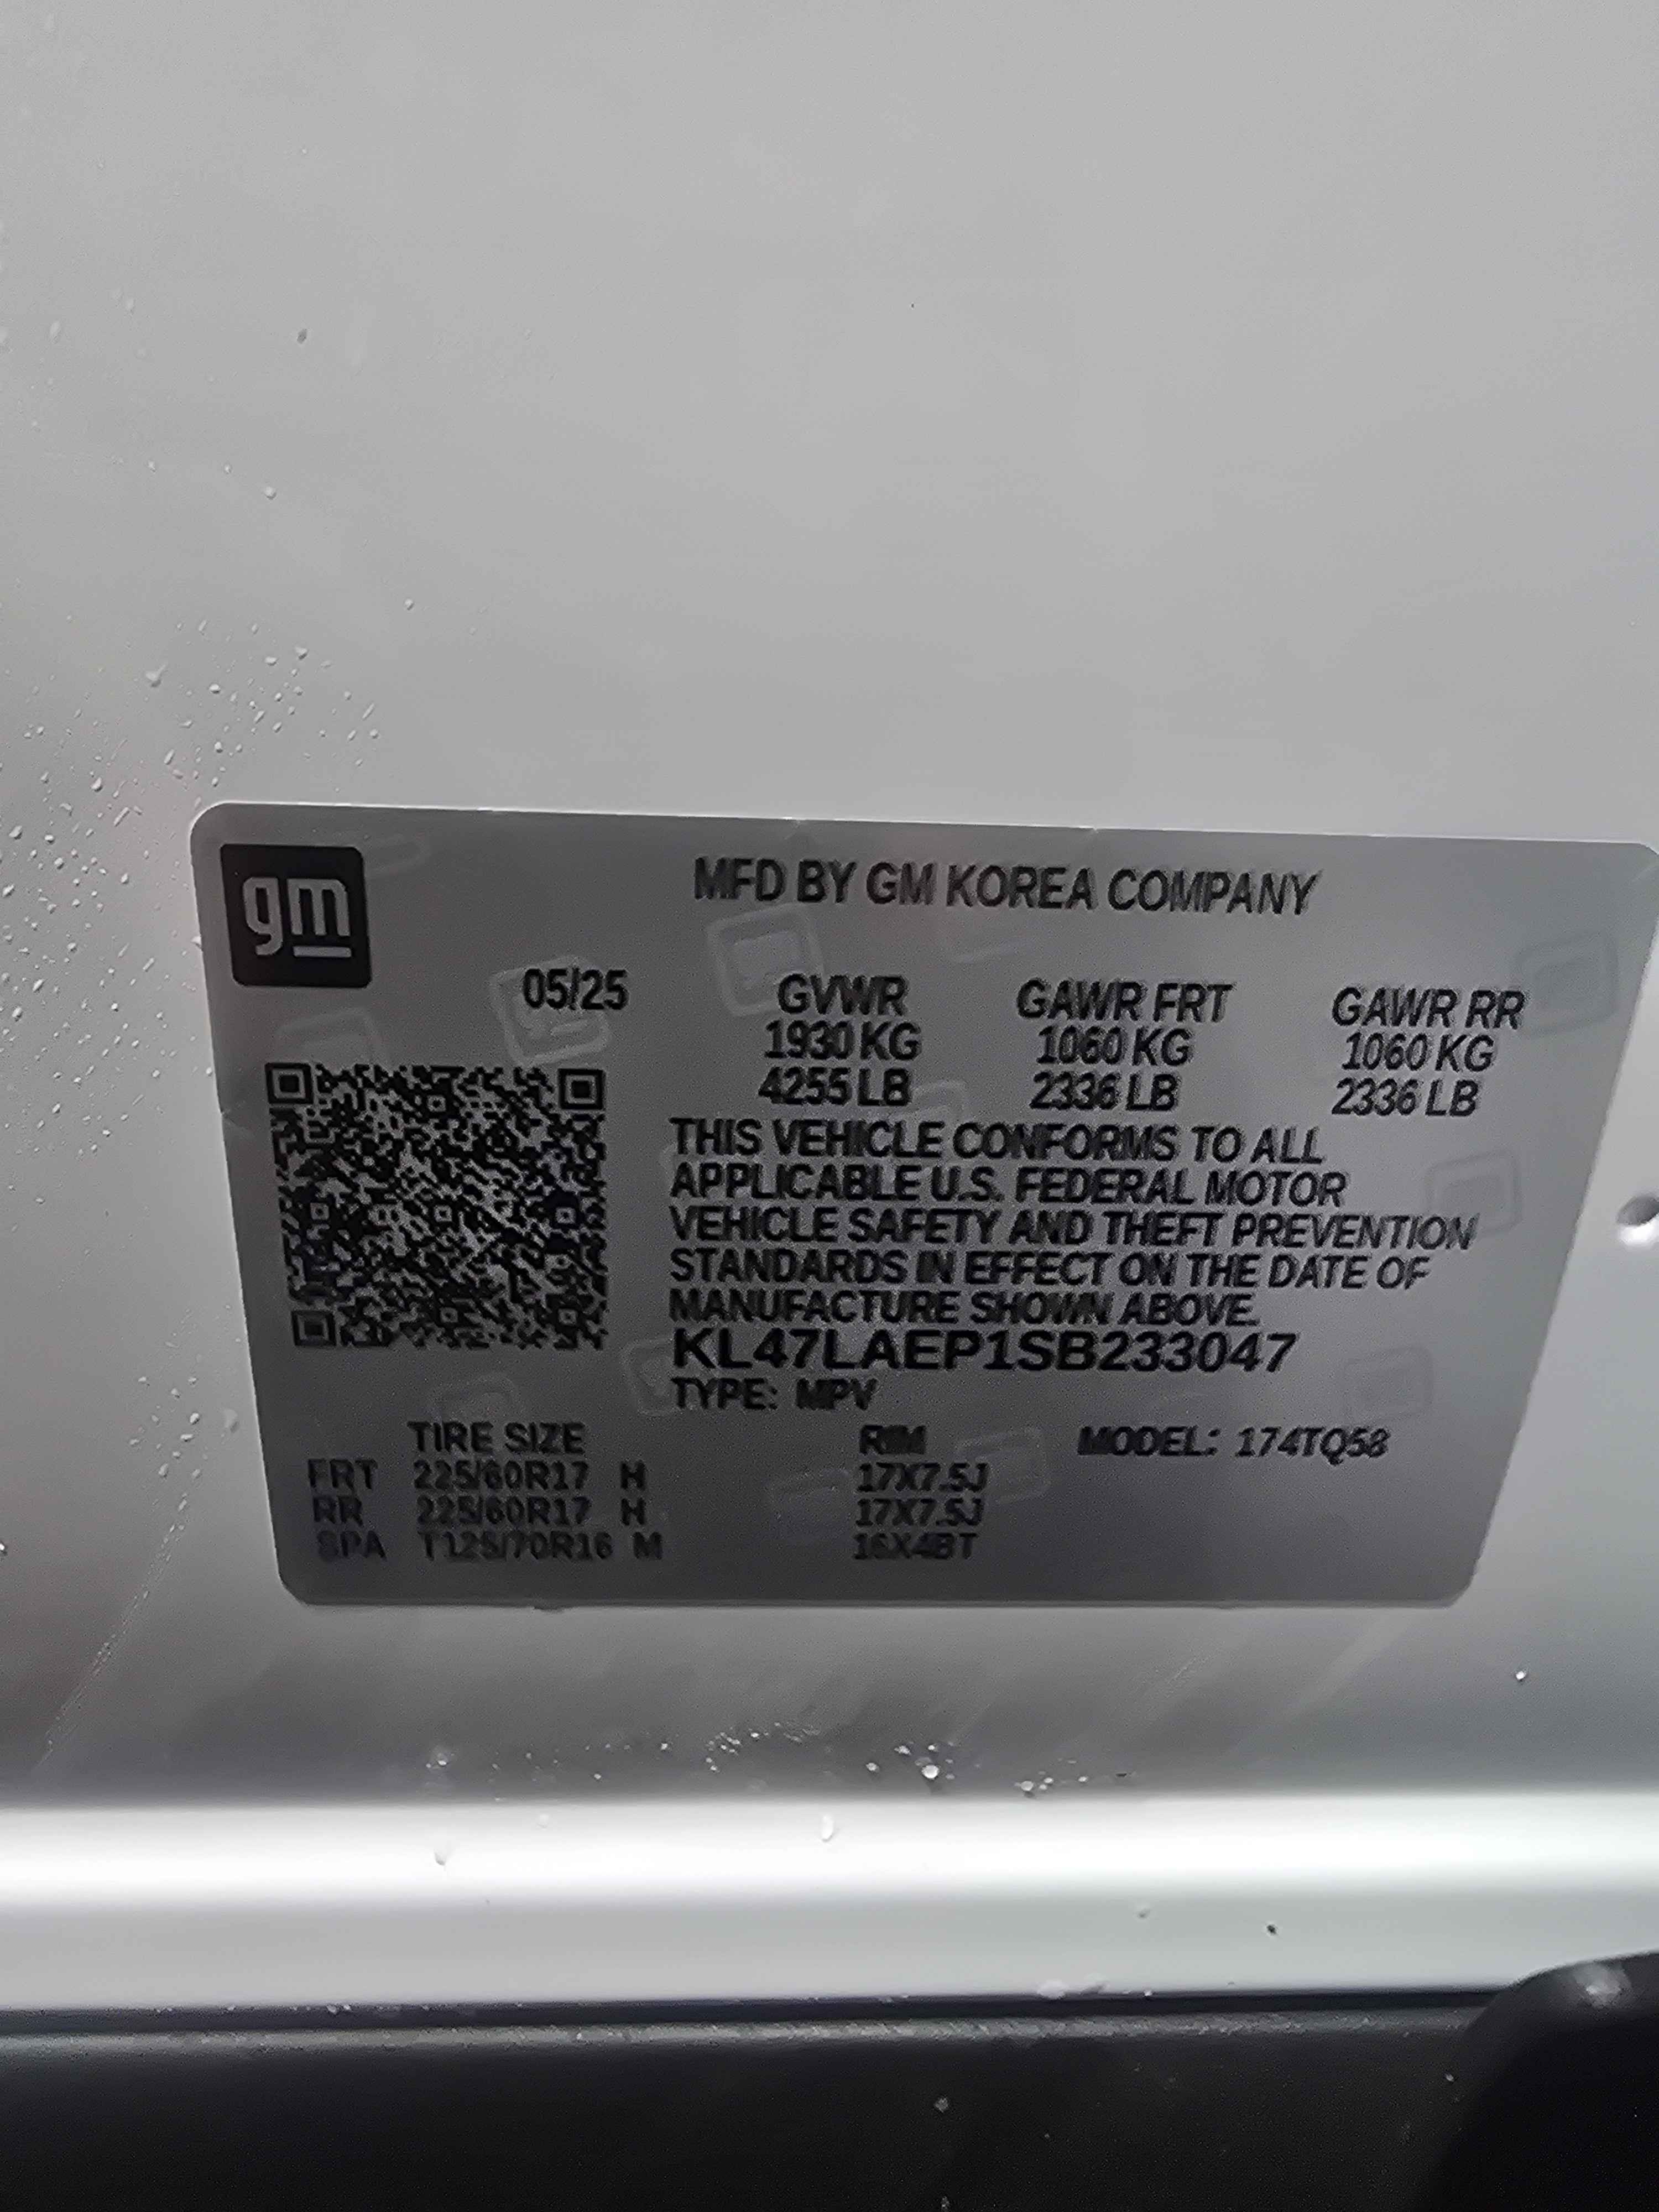 gm
MFD BY GM KOREA COMPANY
05/25
GVWR GAWR FRT GAWR RR
1930 KG 1060 KG 1060 KG
4255 LB 2336 LB 2336 LB
THIS VEHICLE CONFORMS TO ALL
APPLICABLE U.S. FEDERAL MOTOR
VEHICLE SAFETY AND THEFT PREVENTION
STANDARDS IN EFFECT ON THE DATE OF
MANUFACTURE SHOWN ABOVE.
KL47LAEP1SB233047
TYPE: MPV
TIRE SIZE RIM MODEL: 174TQ58
FRT 225/60R17 H 17X7.5J
RR 225/60R17 H 17X7.5J
SPA T125/70R16 M 16X4BT